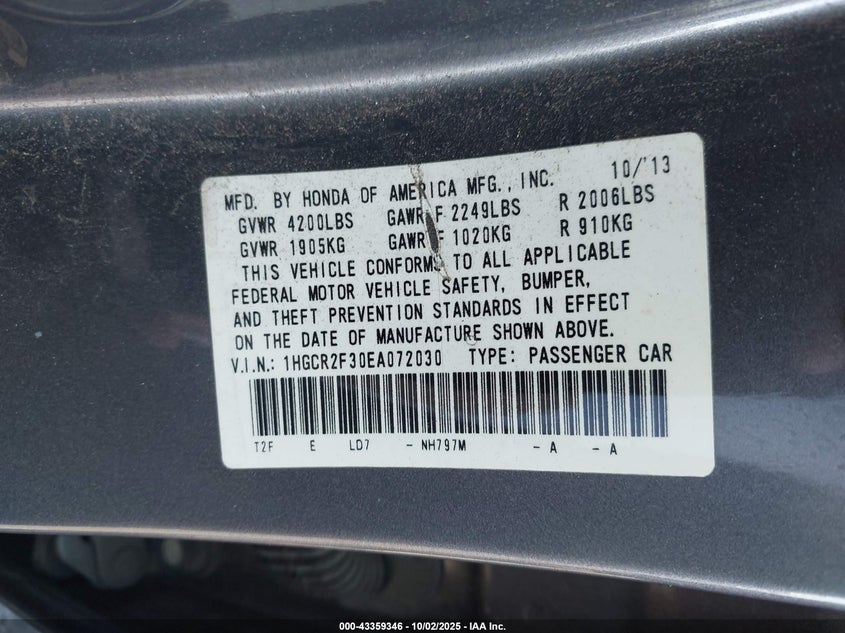 MFD. BY HONDA OF AMERICA MFG., INC. 10/'13
GVWR 4200LBS GAWR F 2249LBS R 2006LBS
GVWR 1905KG GAWR F 1020KG R 910KG
THIS VEHICLE CONFORMS TO ALL APPLICABLE
FEDERAL MOTOR VEHICLE SAFETY, BUMPER,
AND THEFT PREVENTION STANDARDS IN EFFECT
ON THE DATE OF MANUFACTURE SHOWN ABOVE.
V.I.N.: 1HGCR2F30EA072030 TYPE: PASSENGER CAR
T2F E LD7 - NH797M - A - A
000-43359346 - 10/02/2025 - IAA Inc.